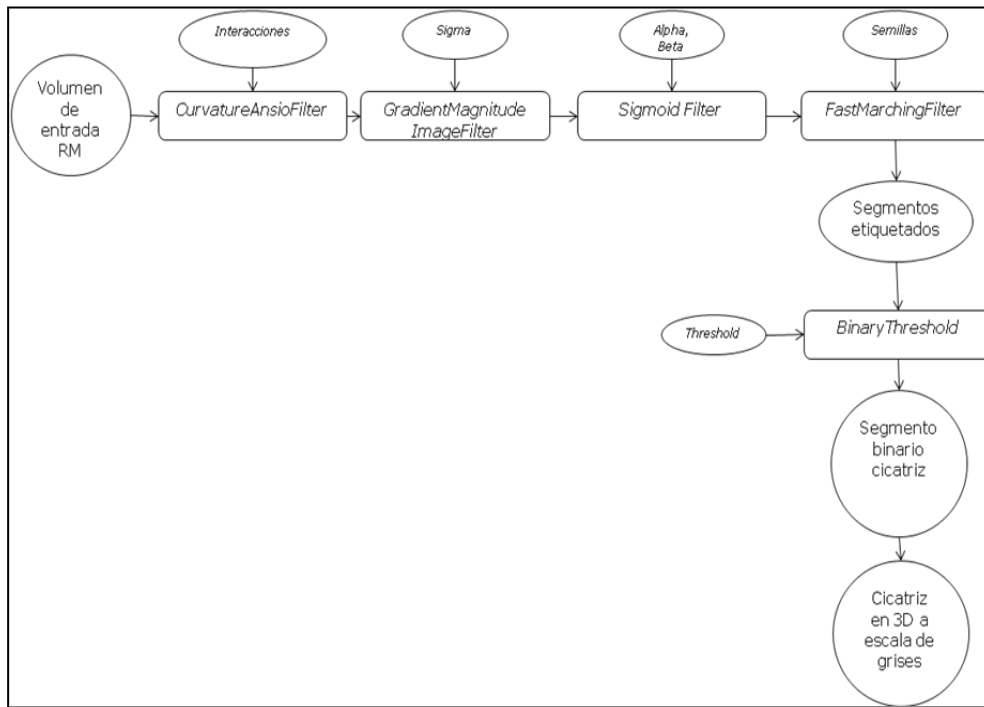 Interacciones
Sigma
Alpha,
Beta
Semillas
Volumen
de
entrada
RM
CurvatureAnsioFilter
GradientMagnitude
ImageFilter
Sigmoid Filter
FastMarchingFilter
Segmentos
etiquetados
Threshold
BinaryThreshold
Segmento
binario
cicatriz
Cicatriz
en 3D a
escala de
grises